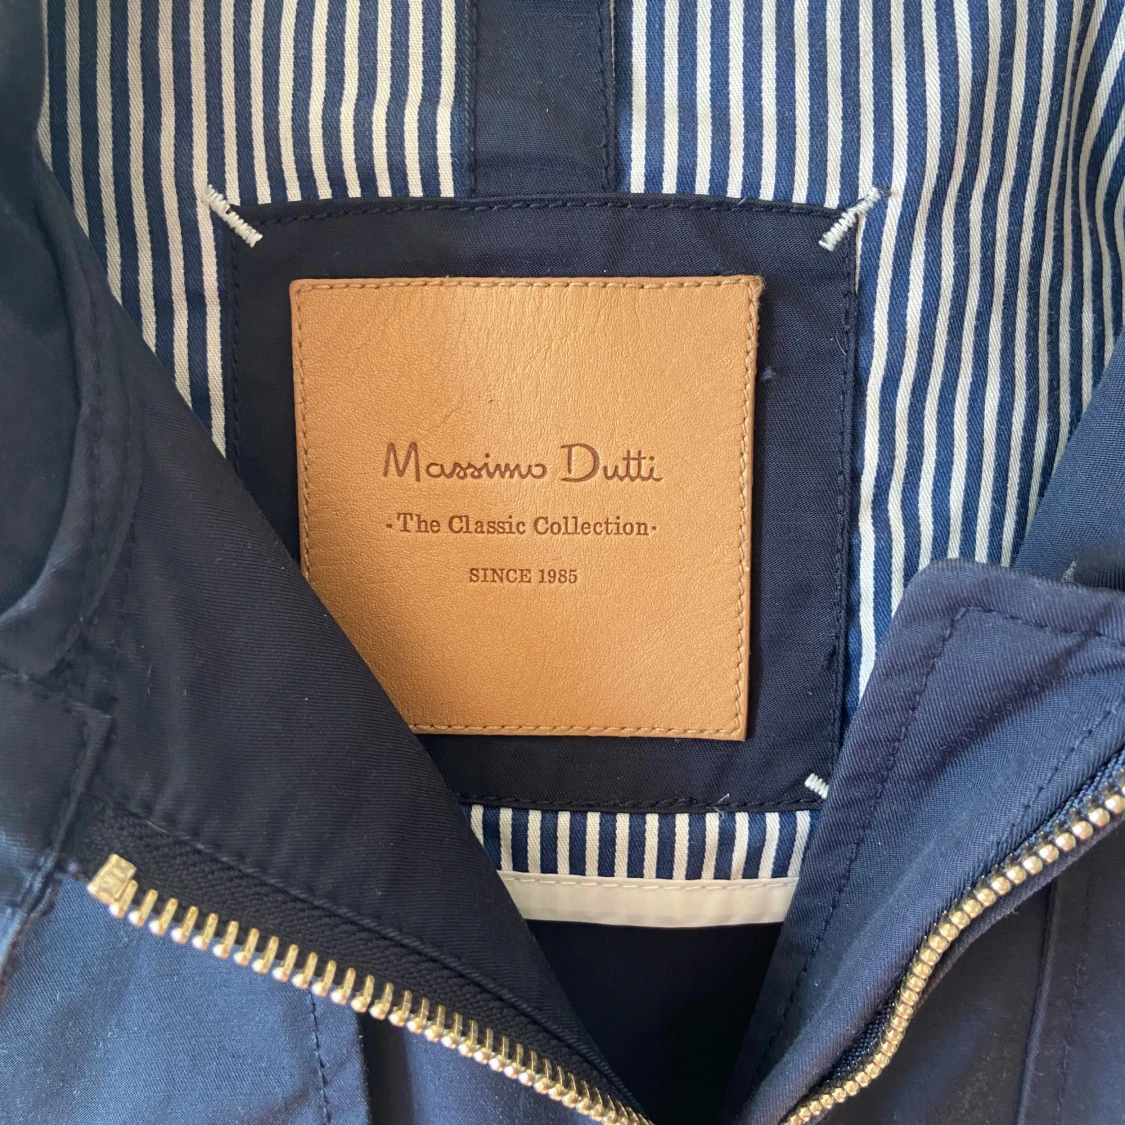 Massimo Dutti
-The Classic Collection-
SINCE 1985